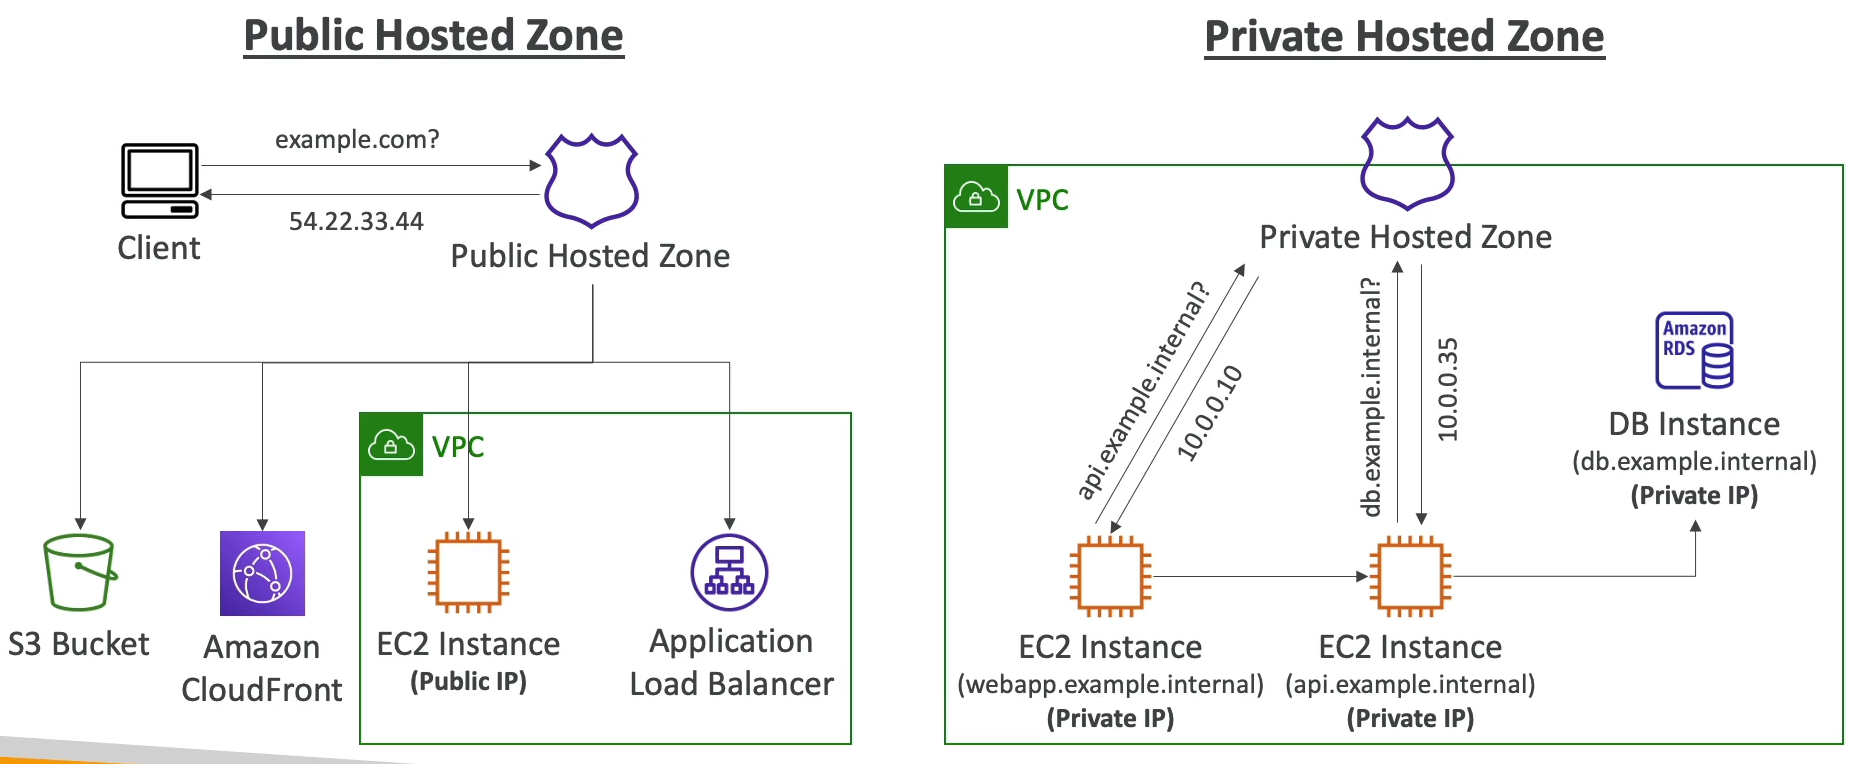 Public Hosted Zone
example.com?
54.22.33.44
Client
Public Hosted Zone
VPC
S3 Bucket
Amazon
CloudFront
EC2 Instance
(Public IP)
Application
Load Balancer
Private Hosted Zone
VPC
Private Hosted Zone
api.example.internal?
10.0.0.10
db.example.internal?
10.0.0.35
Amazon
RDS
DB Instance
(db.example.internal)
(Private IP)
EC2 Instance
(webapp.example.internal)
(Private IP)
EC2 Instance
(api.example.internal)
(Private IP)